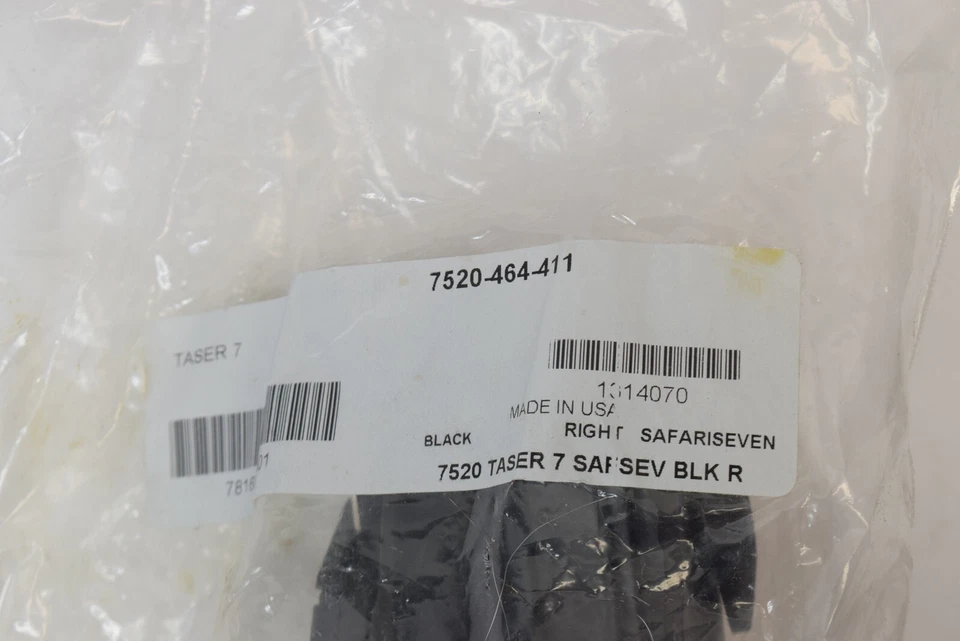 7520-464-411
TASER 7
1314070
MADE IN USA
BLACK RIGHT SAFARISEVEN
7520 TASER 7 SAFSEV BLK R